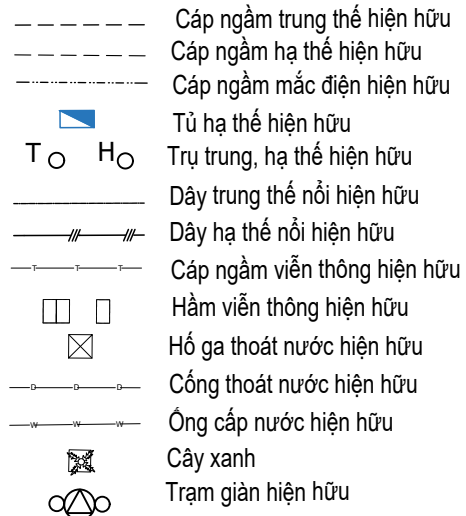 Cáp ngầm trung thế hiện hữu
Cáp ngầm hạ thế hiện hữu
Cáp ngầm mắc điện hiện hữu
Tủ hạ thế hiện hữu
T H Trụ trung, hạ thế hiện hữu
Dây trung thế nổi hiện hữu
Dây hạ thế nổi hiện hữu
T T T Cáp ngầm viễn thông hiện hữu
Hầm viễn thông hiện hữu
Hố ga thoát nước hiện hữu
D D D Cống thoát nước hiện hữu
W W W Ống cấp nước hiện hữu
Cây xanh
Trạm giàn hiện hữu